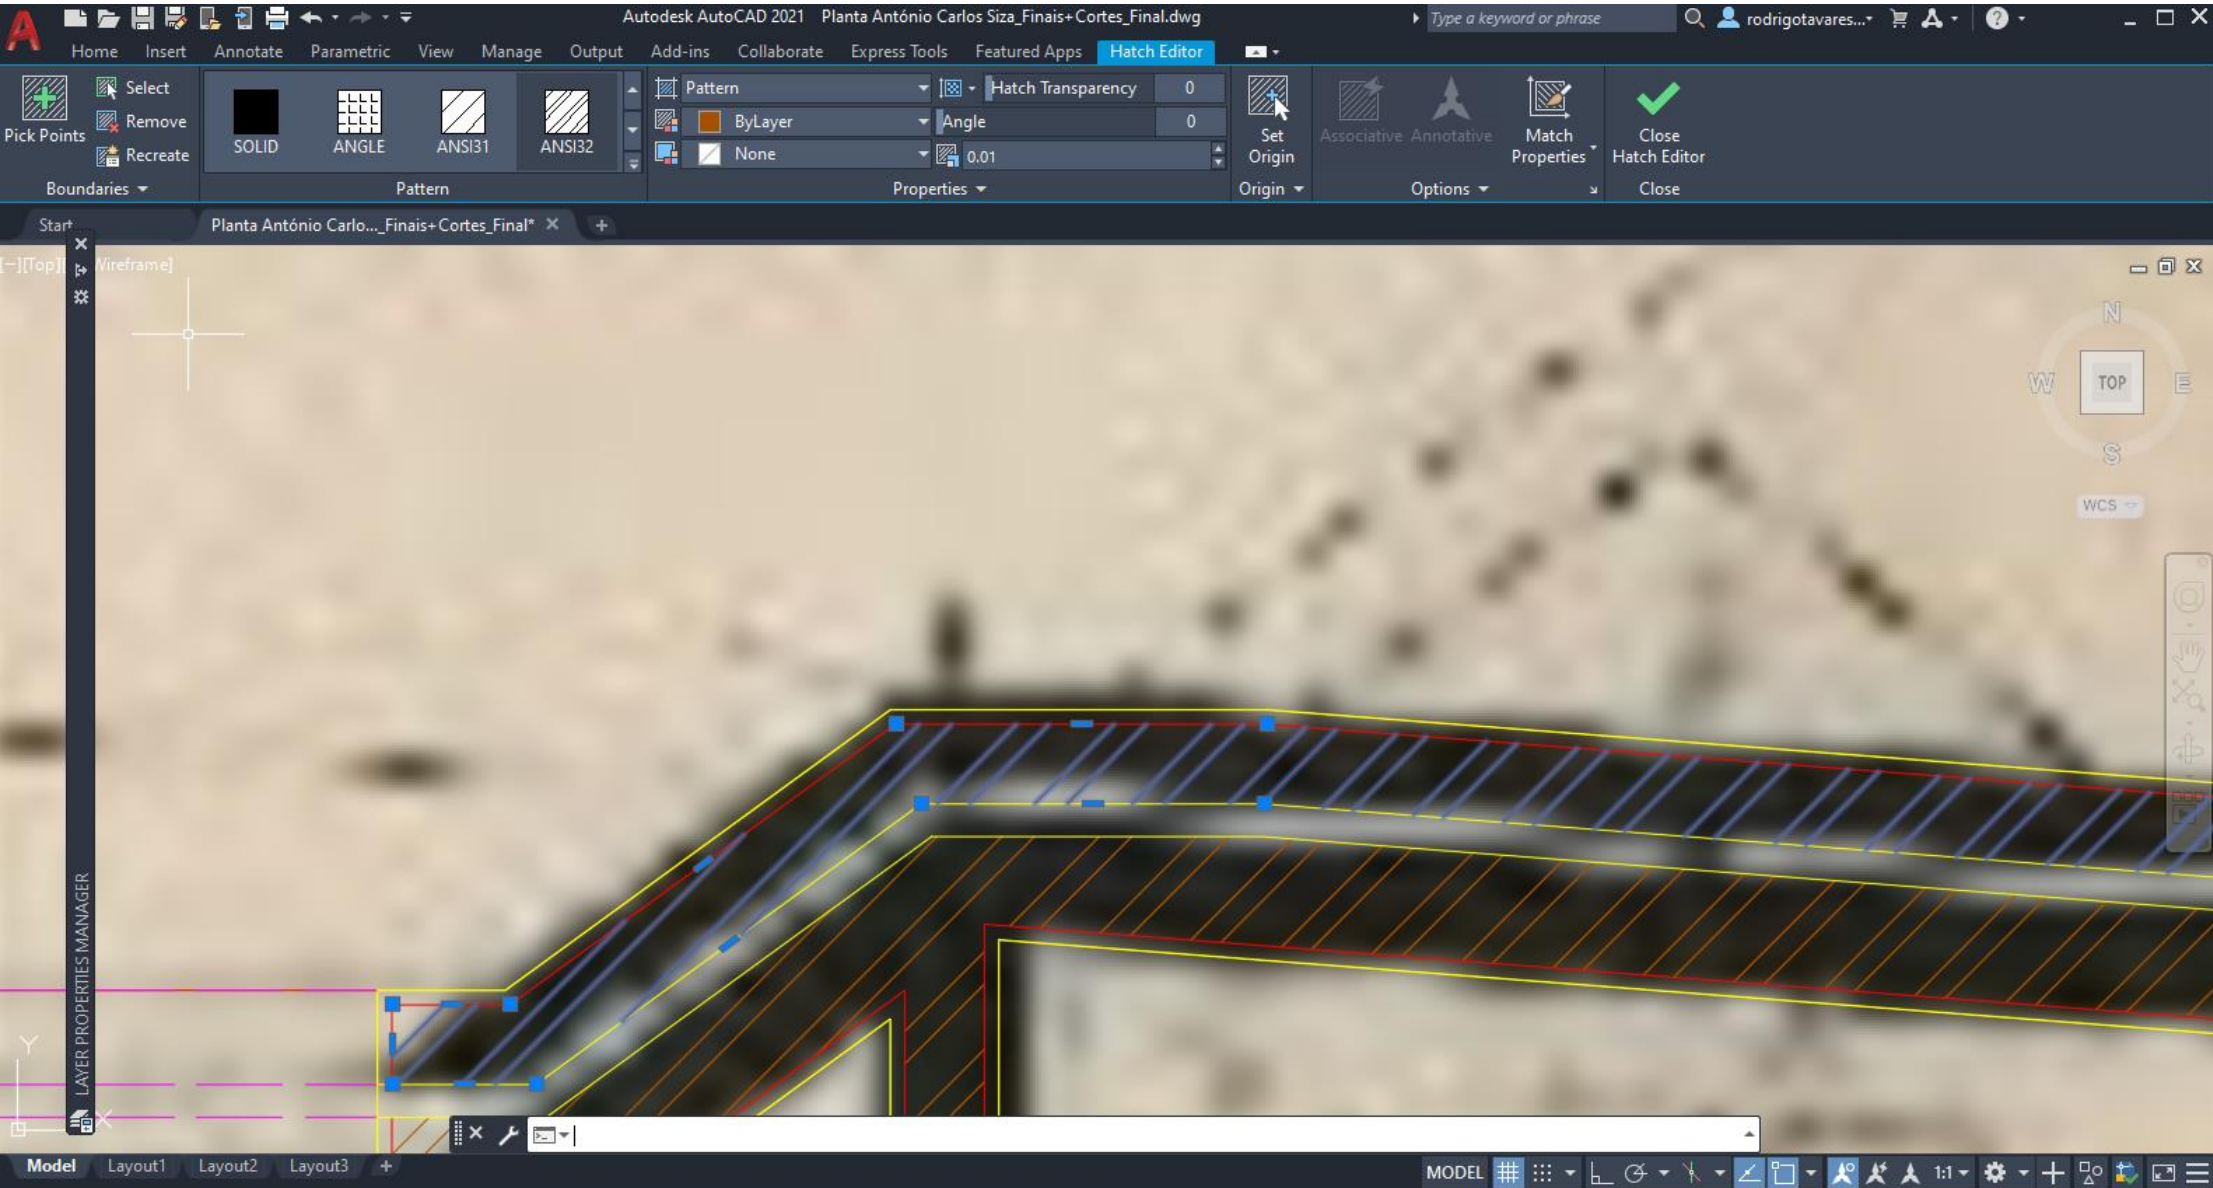 Autodesk AutoCAD 2021 Planta António Carlos Siza_Finais+Cortes_Final.dwg
Type a keyword or phrase
rodrigotavares...
Home Insert Annotate Parametric View Manage Output Add-ins Collaborate Express Tools Featured Apps Hatch Editor
Pick Points
Select
Remove
Recreate
Boundaries
SOLID ANGLE ANSI31 ANSI32
Pattern
Pattern
ByLayer
None
Hatch Transparency 0
Angle 0
0.01
Properties
Set
Origin
Origin
Associative Annotative
Match
Properties
Options
Close
Hatch Editor
Close
Start
Planta António Carlo..._Finais+Cortes_Final*
[−][Top][
Wireframe]
N
W TOP E
S
WCS
LAYER PROPERTIES MANAGER
Y
X
Model Layout1 Layout2 Layout3 +
MODEL 1:1